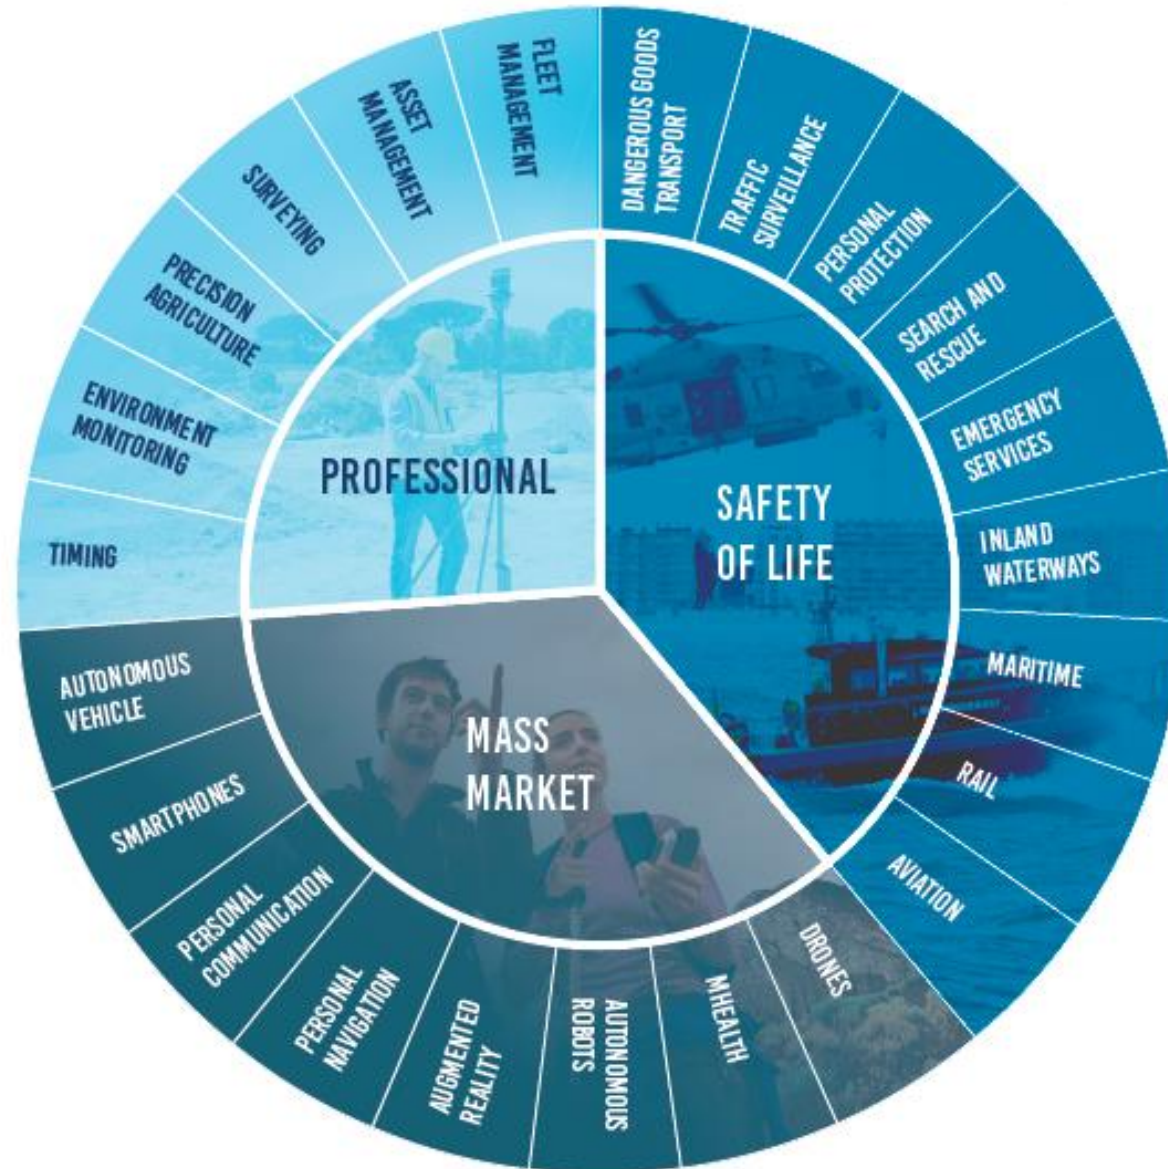 FLEET
MANAGEMENT
ASSET
MANAGEMENT
SURVEYING
PRECISION
AGRICULTURE
ENVIRONMENT
MONITORING
TIMING
PROFESSIONAL
DANGEROUS GOODS
TRANSPORT
TRAFFIC
SURVEILLANCE
PERSONAL
PROTECTION
SEARCH AND
RESCUE
EMERGENCY
SERVICES
INLAND
WATERWAYS
MARITIME
RAIL
AVIATION
SAFETY
OF LIFE
AUTONOMOUS
VEHICLE
SMARTPHONES
PERSONAL
COMMUNICATION
PERSONAL
NAVIGATION
AUGMENTED
REALITY
AUTONOMOUS
ROBOTS
MHEALTH
DRONES
MASS
MARKET